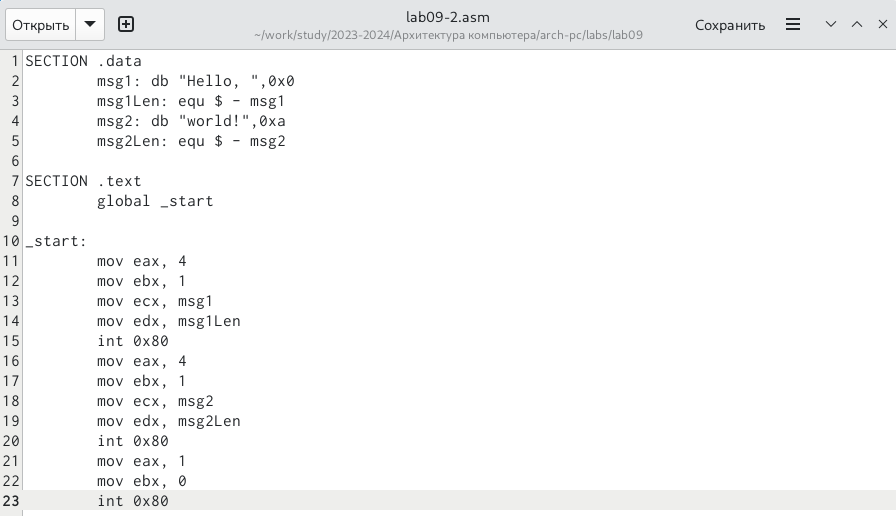 Открыть
lab09-2.asm
~/work/study/2023-2024/Архитектура компьютера/arch-pc/labs/lab09
Сохранить
1 SECTION .data
2 msg1: db "Hello, ",0x0
3 msg1Len: equ $ - msg1
4 msg2: db "world!",0xa
5 msg2Len: equ $ - msg2
6
7 SECTION .text
8 global _start
9
10 _start:
11 mov eax, 4
12 mov ebx, 1
13 mov ecx, msg1
14 mov edx, msg1Len
15 int 0x80
16 mov eax, 4
17 mov ebx, 1
18 mov ecx, msg2
19 mov edx, msg2Len
20 int 0x80
21 mov eax, 1
22 mov ebx, 0
23 int 0x80